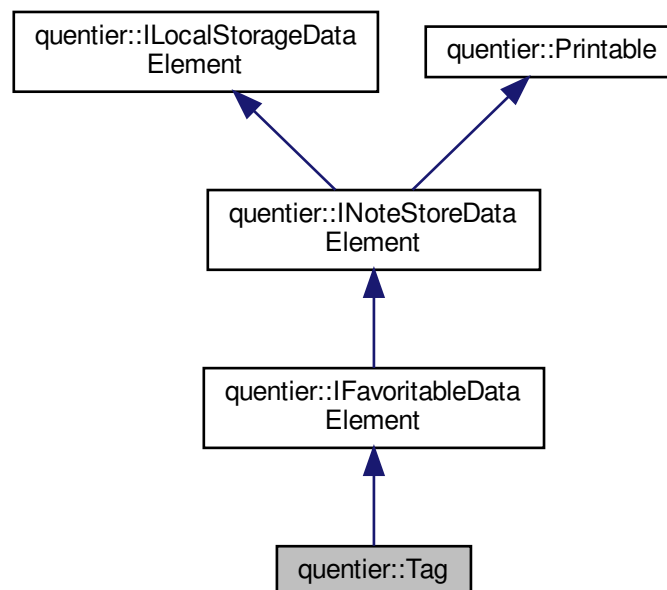 quentier::ILocalStorageData
Element
quentier::Printable
quentier::INoteStoreData
Element
quentier::IFavoritableData
Element
quentier::Tag